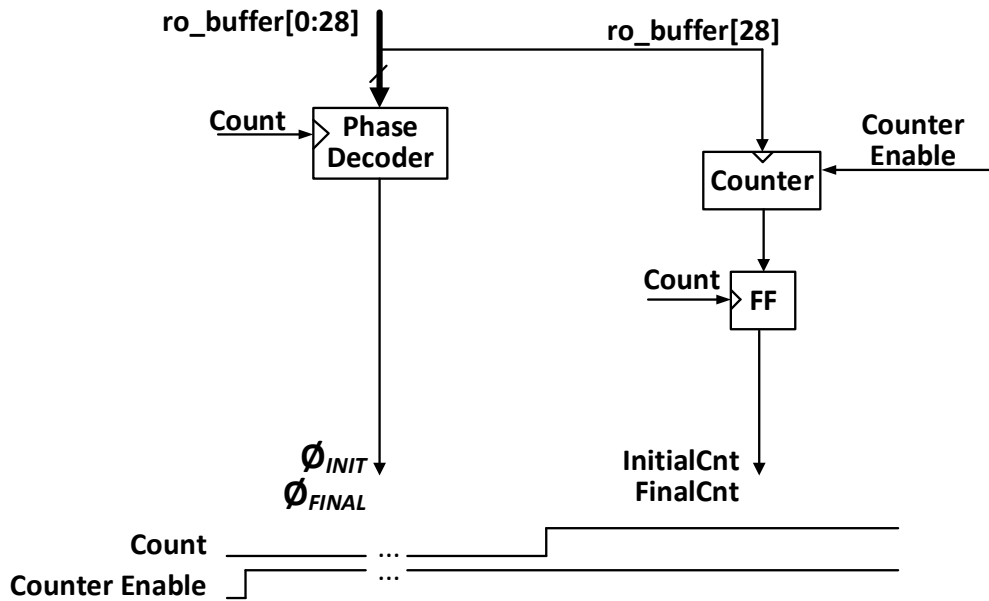 ro_buffer[0:28]
ro_buffer[28]
Count
Phase
Decoder
Counter
Enable
Counter
Count
FF
ØINIT
ØFINAL
InitialCnt
FinalCnt
Count
...
Counter Enable
...